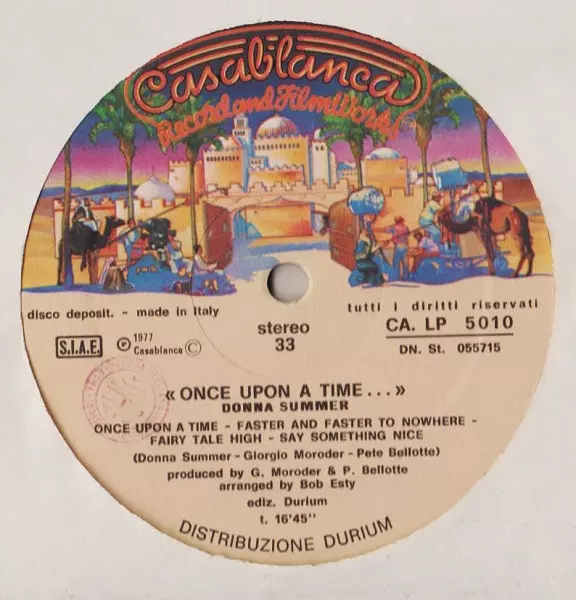 Casablanca
Record and FilmWorks
disco deposit. - made in Italy
tutti i diritti riservati
S.I.A.E.
℗ 1977
Casablanca ©
stereo
33
CA. LP 5010
DN. St. 055715
« ONCE UPON A TIME... »
DONNA SUMMER
ONCE UPON A TIME - FASTER AND FASTER TO NOWHERE -
FAIRY TALE HIGH - SAY SOMETHING NICE
(Donna Summer - Giorgio Moroder - Pete Bellotte)
produced by G. Moroder & P. Bellotte
arranged by Bob Esty
ediz. Durium
t. 16'45''
DISTRIBUZIONE DURIUM